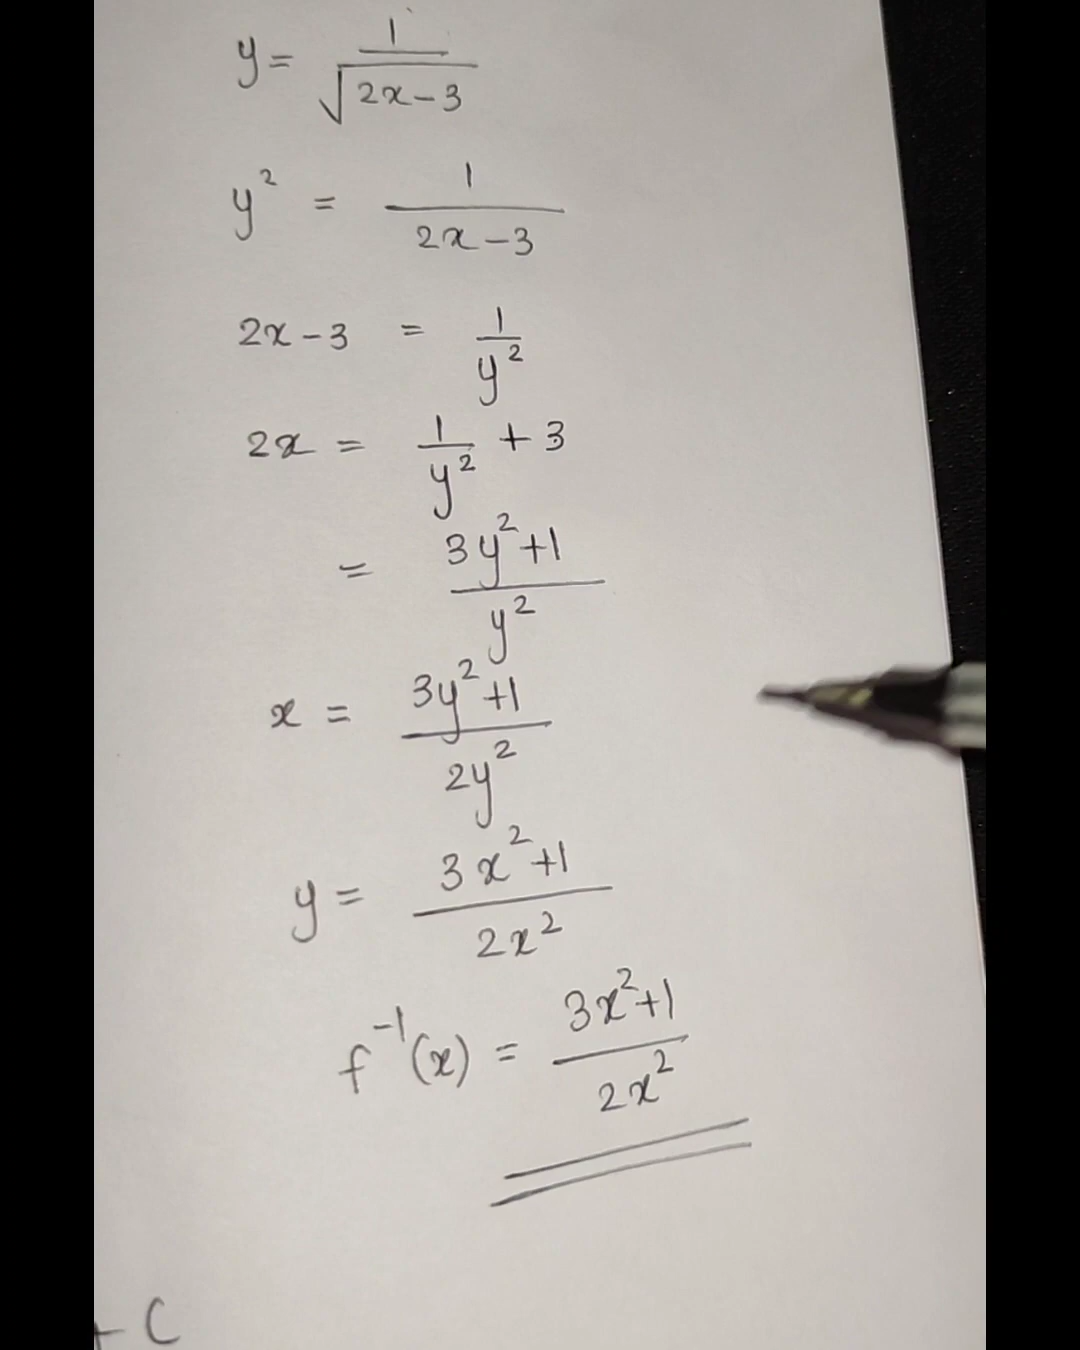 y = 1/√(2x-3)
y² = 1/(2x-3)
2x-3 = 1/y²
2x = 1/y² + 3
= (3y²+1)/y²
x = (3y²+1)/(2y²)
y = (3x²+1)/(2x²)
f⁻¹(x) = (3x²+1)/(2x²)
+ C